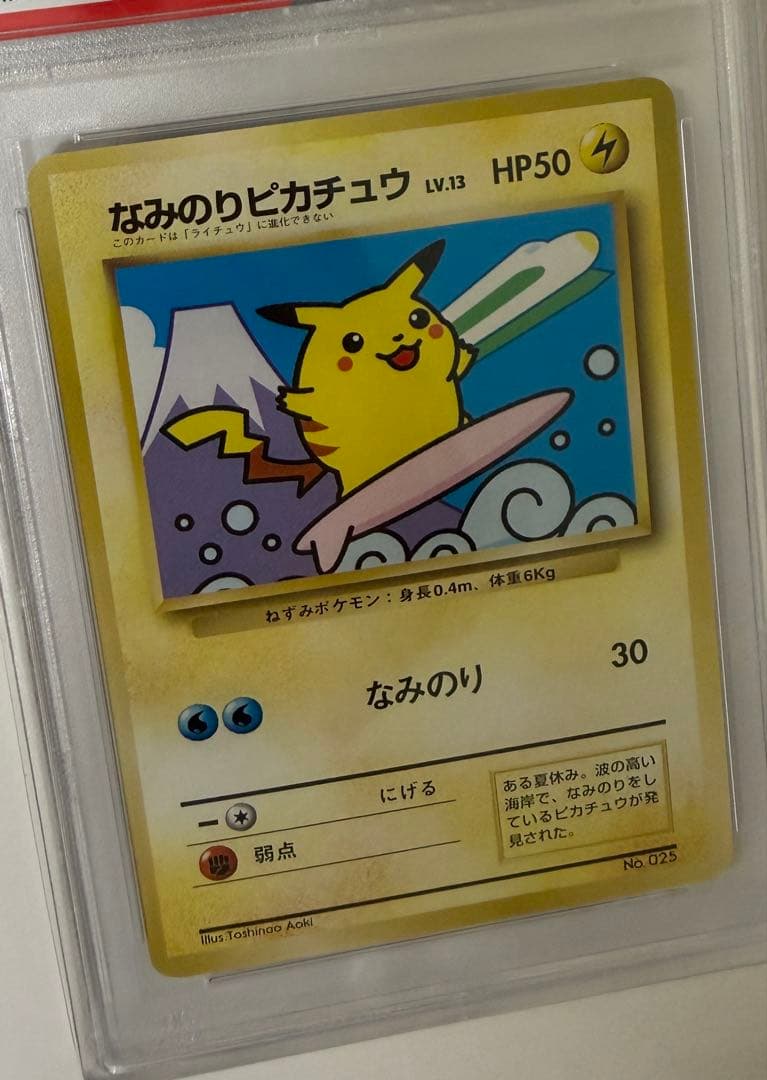 なみのりピカチュウ LV.13 HP50
このカードは「ライチュウ」に進化できない
ねずみポケモン：身長0.4m、体重6Kg
なみのり 30
にげる
弱点
ある夏休み。波の高い
海岸で、なみのりをし
ているピカチュウが発
見された。
No. 025
Illus.Toshinao Aoki